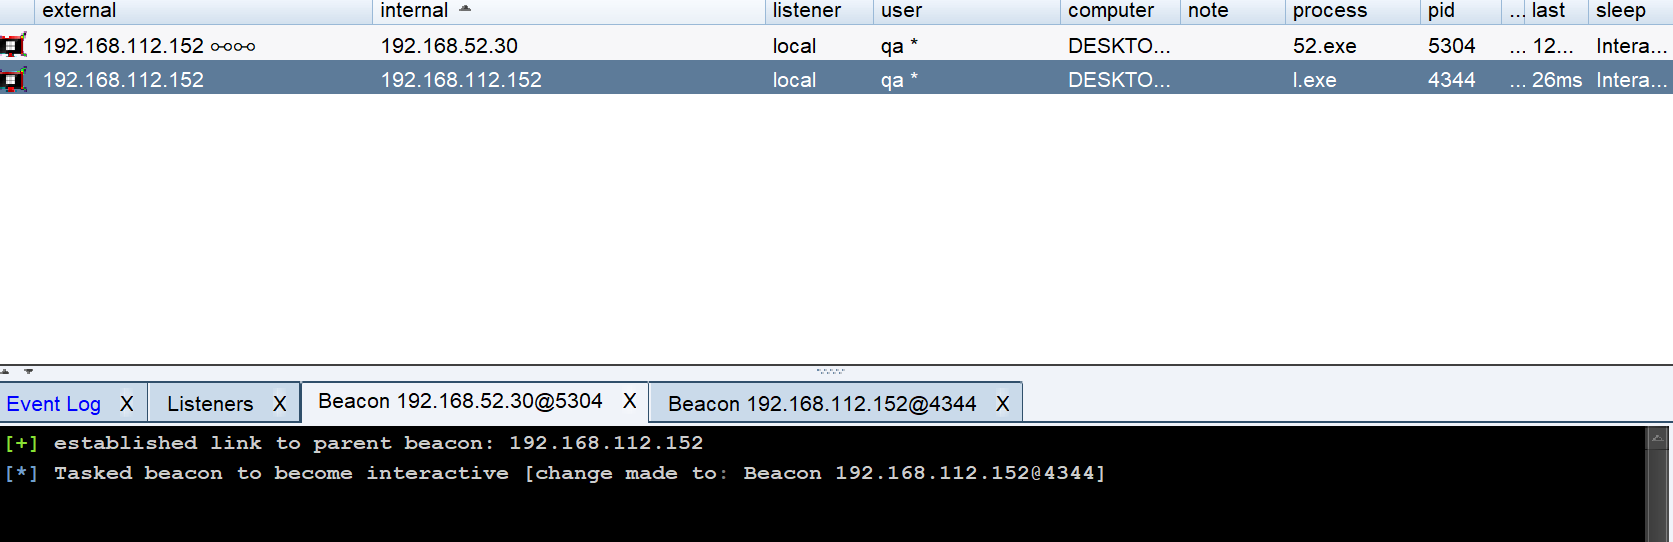 external internal listener user computer note process pid ... last sleep
192.168.112.152 192.168.52.30 local qa * DESKTO... 52.exe 5304 ... 12... Intera...
192.168.112.152 192.168.112.152 local qa * DESKTO... l.exe 4344 ... 26ms Intera...
Event Log X Listeners X Beacon 192.168.52.30@5304 X Beacon 192.168.112.152@4344 X
[+] established link to parent beacon: 192.168.112.152
[*] Tasked beacon to become interactive [change made to: Beacon 192.168.112.152@4344]